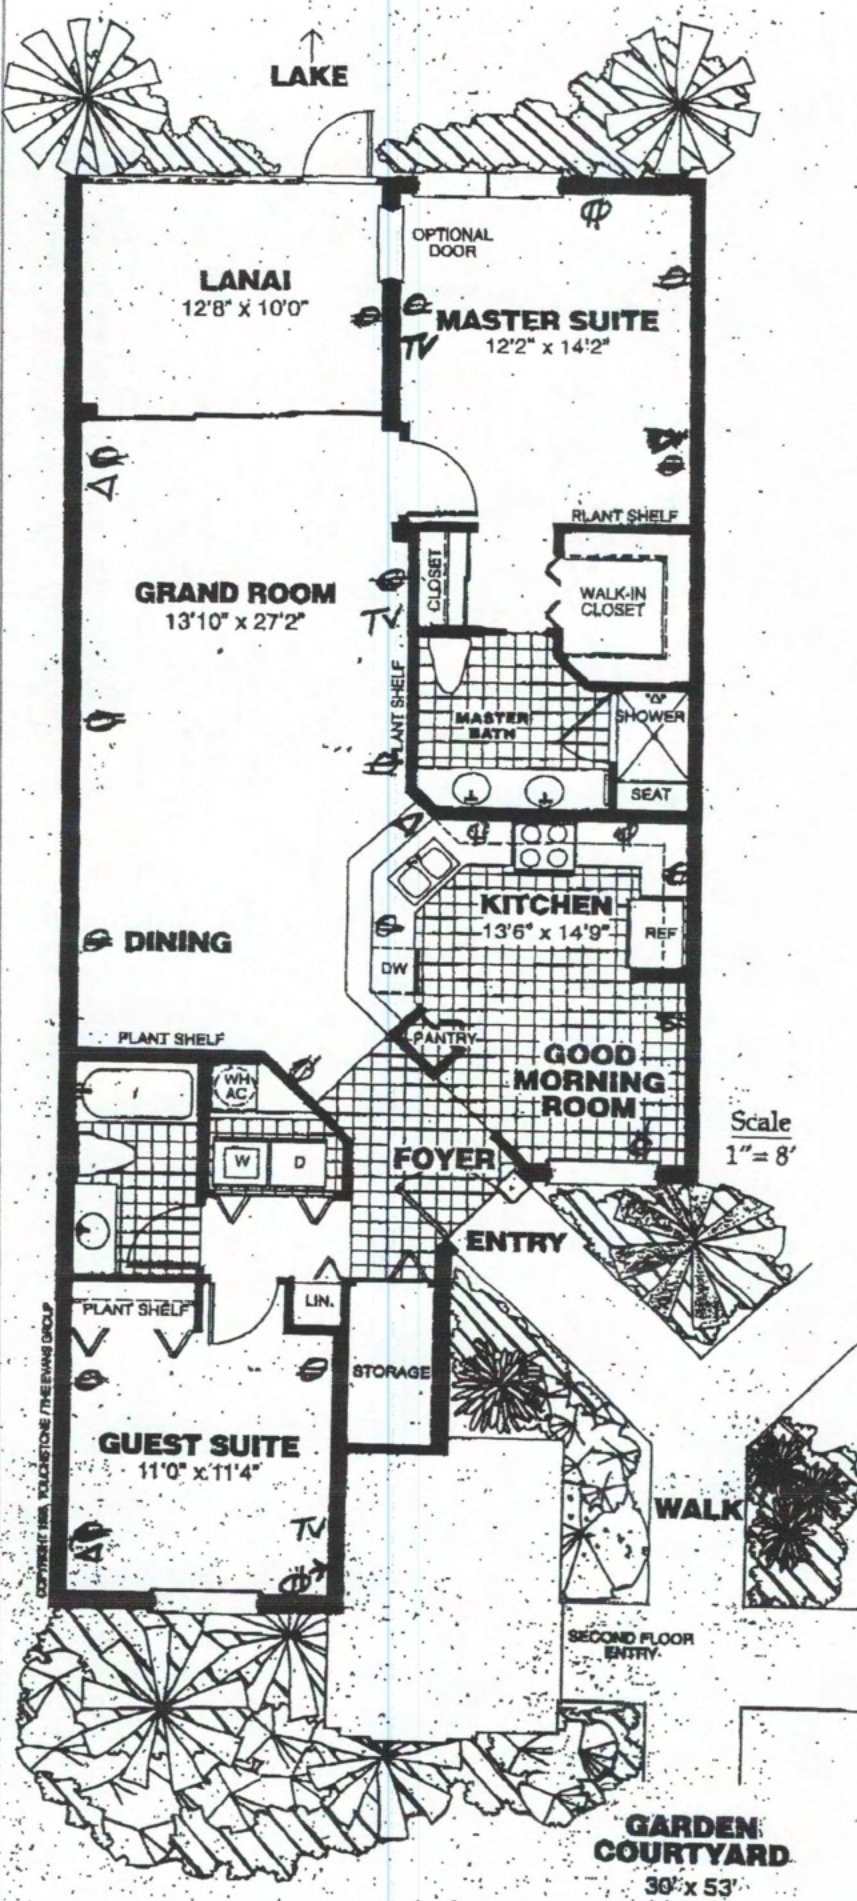 LAKE
OPTIONAL
DOOR
LANAI
12'8" x 10'0"
MASTER SUITE
12'2" x 14'2"
TV
PLANT SHELF
GRAND ROOM
13'10" x 27'2"
CLOSET
WALK-IN
CLOSET
TV
PLANT SHELF
MASTER
BATH
SHOWER
SEAT
KITCHEN
13'6" x 14'9"
REF
DINING
DW
PLANT SHELF
PANTRY
GOOD
MORNING
ROOM
WH
AC
Scale
1"= 8'
W
D
FOYER
ENTRY
PLANT SHELF
LIN.
STORAGE
GUEST SUITE
11'0" x 11'4"
TV
WALK
SECOND FLOOR
ENTRY
GARDEN
COURTYARD
30' x 53'